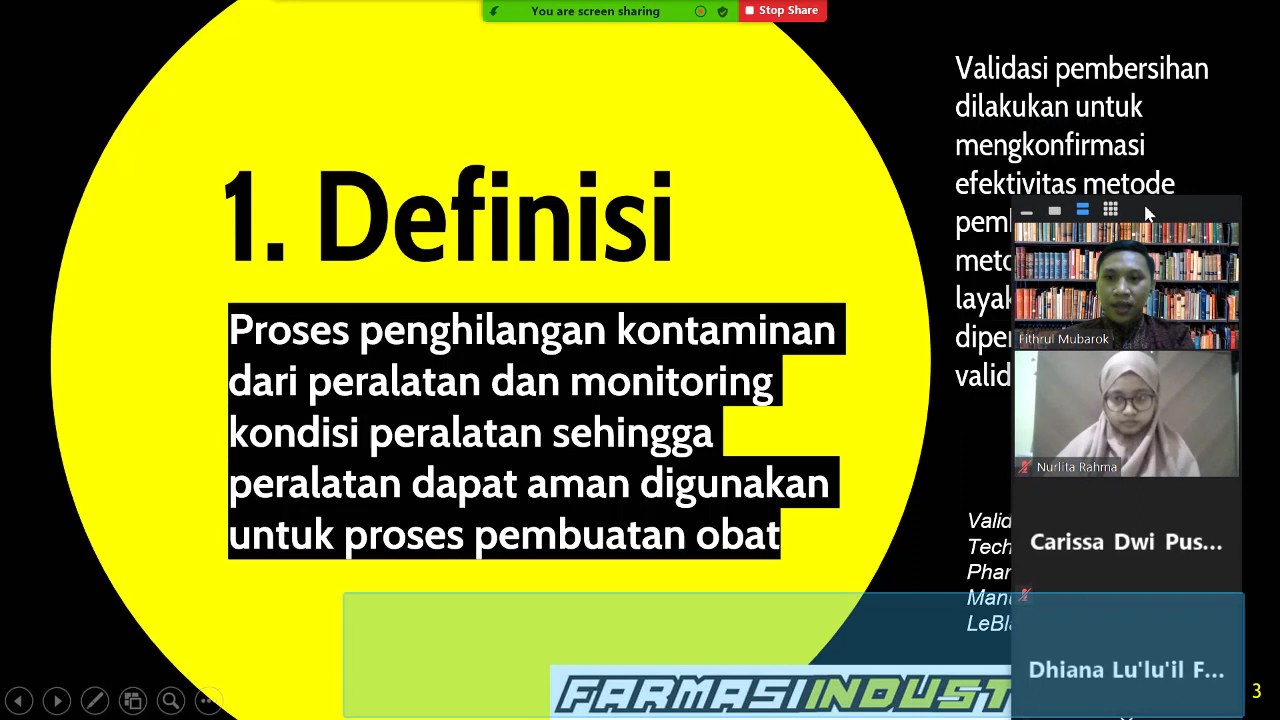 You are screen sharing
Stop Share
1. Definisi
Proses penghilangan kontaminan
dari peralatan dan monitoring
kondisi peralatan sehingga
peralatan dapat aman digunakan
untuk proses pembuatan obat
Validasi pembersihan
dilakukan untuk
mengkonfirmasi
efektivitas metode
Fithrul Mubarok
Nurlita Rahma
Carissa Dwi Pus...
Dhiana Lu'lu'il F...
3